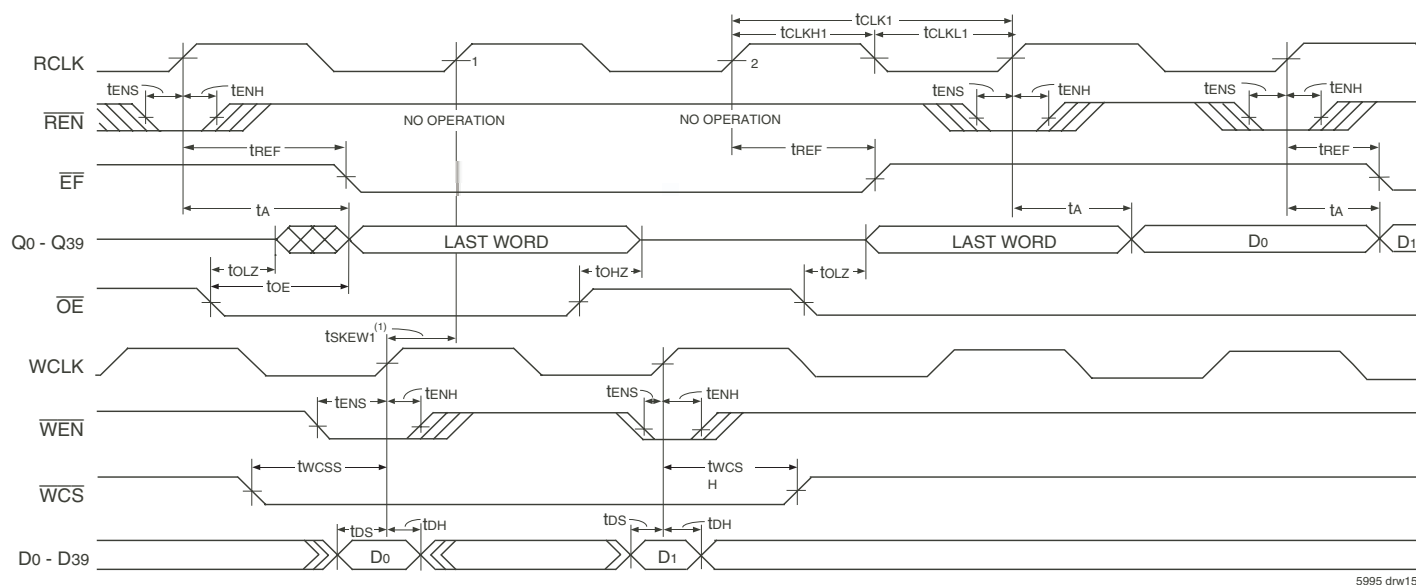 tCLK1
tCLKH1 tCLKL1
RCLK 1 2
tENS tENH tENS tENH tENS tENH
REN NO OPERATION NO OPERATION
tREF tREF tREF
EF
tA tA tA
Q0 - Q39 LAST WORD LAST WORD D0 D1
tOLZ tOHZ tOLZ
tOE
OE
tSKEW1(1)
WCLK
tENS tENH tENS tENH
WEN
tWCSS tWCS
H
WCS
tDS tDH tDS tDH
D0 - D39 D0 D1
5995 drw15